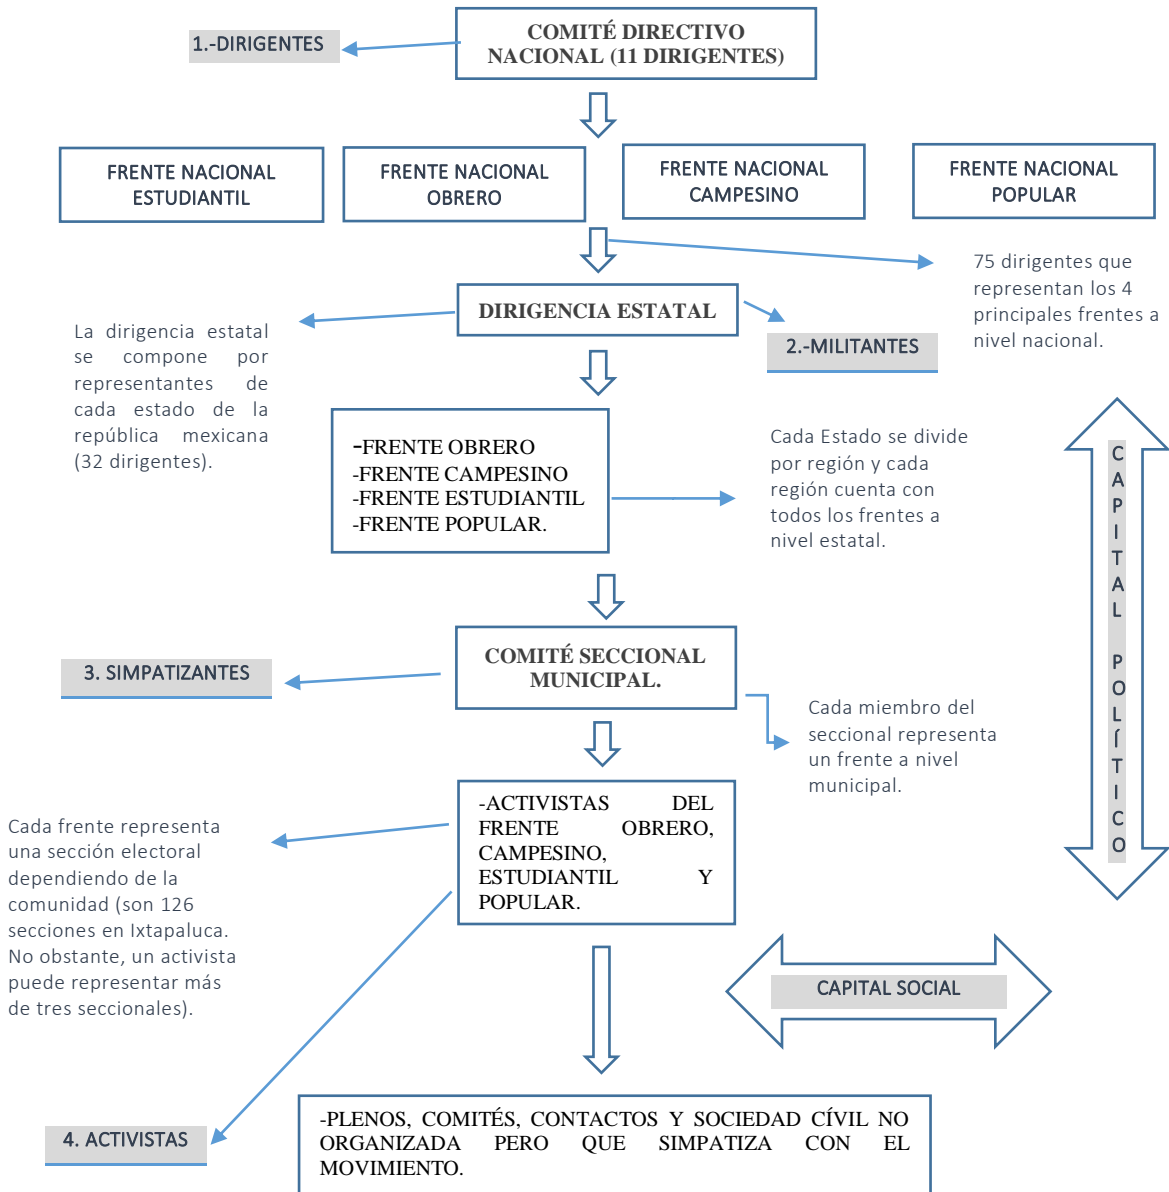 COMITÉ DIRECTIVO
NACIONAL (11 DIRIGENTES)
1.-DIRIGENTES
FRENTE NACIONAL
ESTUDIANTIL
FRENTE NACIONAL
OBRERO
FRENTE NACIONAL
CAMPESINO
FRENTE NACIONAL
POPULAR
75 dirigentes que
representan los 4
principales frentes a
nivel nacional.
DIRIGENCIA ESTATAL
La dirigencia estatal
se compone por
representantes de
cada estado de la
república mexicana
(32 dirigentes).
2.-MILITANTES
-FRENTE OBRERO
-FRENTE CAMPESINO
-FRENTE ESTUDIANTIL
-FRENTE POPULAR.
Cada Estado se divide
por región y cada
región cuenta con
todos los frentes a
nivel estatal.
CAPITAL POLÍTICO
COMITÉ SECCIONAL
MUNICIPAL.
3. SIMPATIZANTES
Cada miembro del
seccional representa
un frente a nivel
municipal.
-ACTIVISTAS DEL
FRENTE OBRERO,
CAMPESINO,
ESTUDIANTIL Y
POPULAR.
Cada frente representa
una sección electoral
dependiendo de la
comunidad (son 126
secciones en Ixtapaluca.
No obstante, un activista
puede representar más
de tres seccionales).
CAPITAL SOCIAL
4. ACTIVISTAS
-PLENOS, COMITÉS, CONTACTOS Y SOCIEDAD CÍVIL NO
ORGANIZADA PERO QUE SIMPATIZA CON EL
MOVIMIENTO.